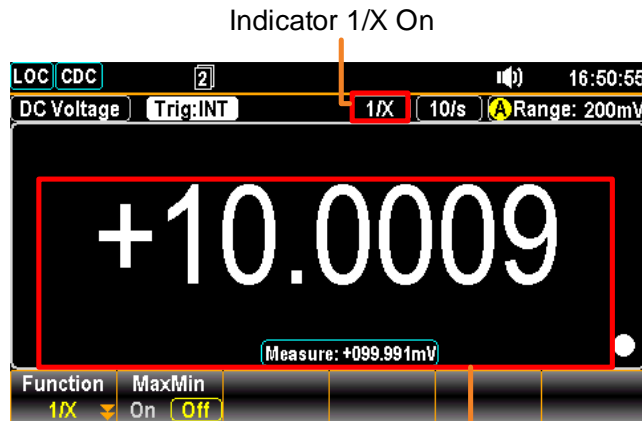 Indicator 1/X On
LOC CDC 2 16:50:55
DC Voltage Trig:INT 1/X 10/s A Range: 200mV
+10.0009
Measure: +099.991mV
Function MaxMin
1/X On Off